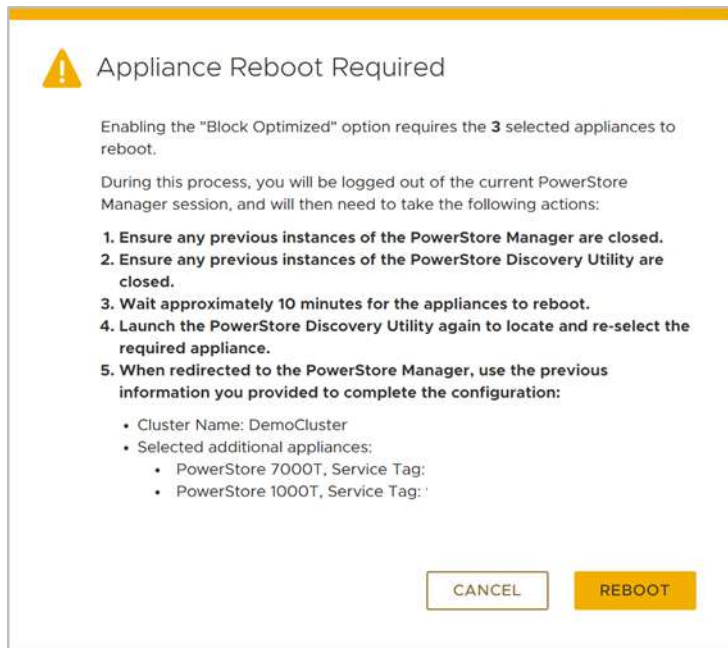 Appliance Reboot Required
Enabling the "Block Optimized" option requires the 3 selected appliances to
reboot.
During this process, you will be logged out of the current PowerStore
Manager session, and will then need to take the following actions:
1. Ensure any previous instances of the PowerStore Manager are closed.
2. Ensure any previous instances of the PowerStore Discovery Utility are
closed.
3. Wait approximately 10 minutes for the appliances to reboot.
4. Launch the PowerStore Discovery Utility again to locate and re-select the
required appliance.
5. When redirected to the PowerStore Manager, use the previous
information you provided to complete the configuration:
• Cluster Name: DemoCluster
• Selected additional appliances:
• PowerStore 7000T, Service Tag:
• PowerStore 1000T, Service Tag:
CANCEL REBOOT